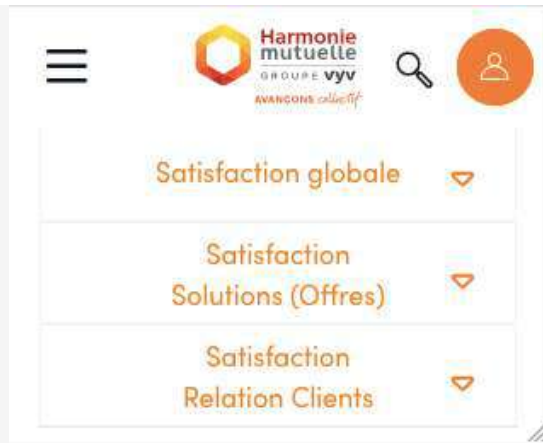 Harmonie
mutuelle
GROUPE vyv
AVANÇONS collectif
Satisfaction globale
Satisfaction
Solutions (Offres)
Satisfaction
Relation Clients